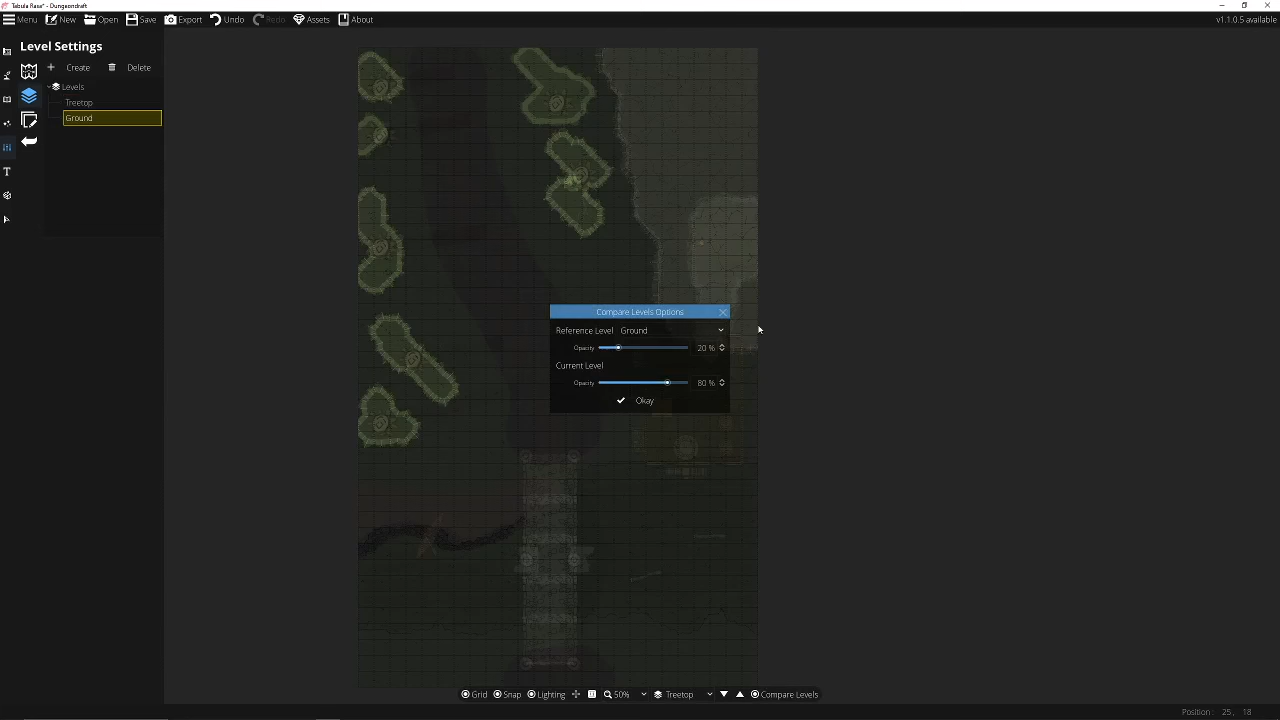 Tabula Rasa* - Dungeondraft
Menu New Open Save Export Undo Redo Assets About v1.1.0.5 available
Level Settings
Create Delete
Levels
Treetop
Ground
Compare Levels Options
Reference Level Ground
Opacity 20 %
Current Level
Opacity 80 %
Okay
Grid Snap Lighting 50% Treetop Compare Levels
Position : 25 , 18